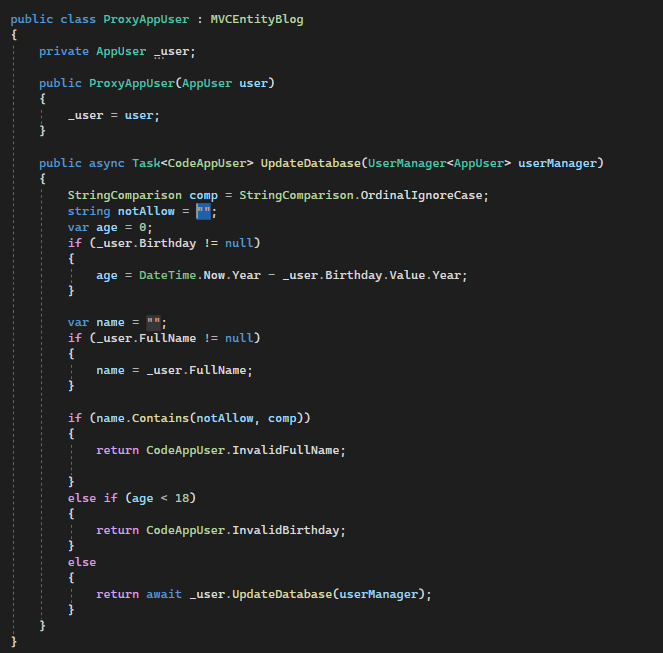 public class ProxyAppUser : MVCEntityBlog
{
private AppUser _user;
public ProxyAppUser(AppUser user)
{
_user = user;
}
public async Task<CodeAppUser> UpdateDatabase(UserManager<AppUser> userManager)
{
StringComparison comp = StringComparison.OrdinalIgnoreCase;
string notAllow = "";
var age = 0;
if (_user.Birthday != null)
{
age = DateTime.Now.Year - _user.Birthday.Value.Year;
}
var name = "";
if (_user.FullName != null)
{
name = _user.FullName;
}
if (name.Contains(notAllow, comp))
{
return CodeAppUser.InvalidFullName;
}
else if (age < 18)
{
return CodeAppUser.InvalidBirthday;
}
else
{
return await _user.UpdateDatabase(userManager);
}
}
}